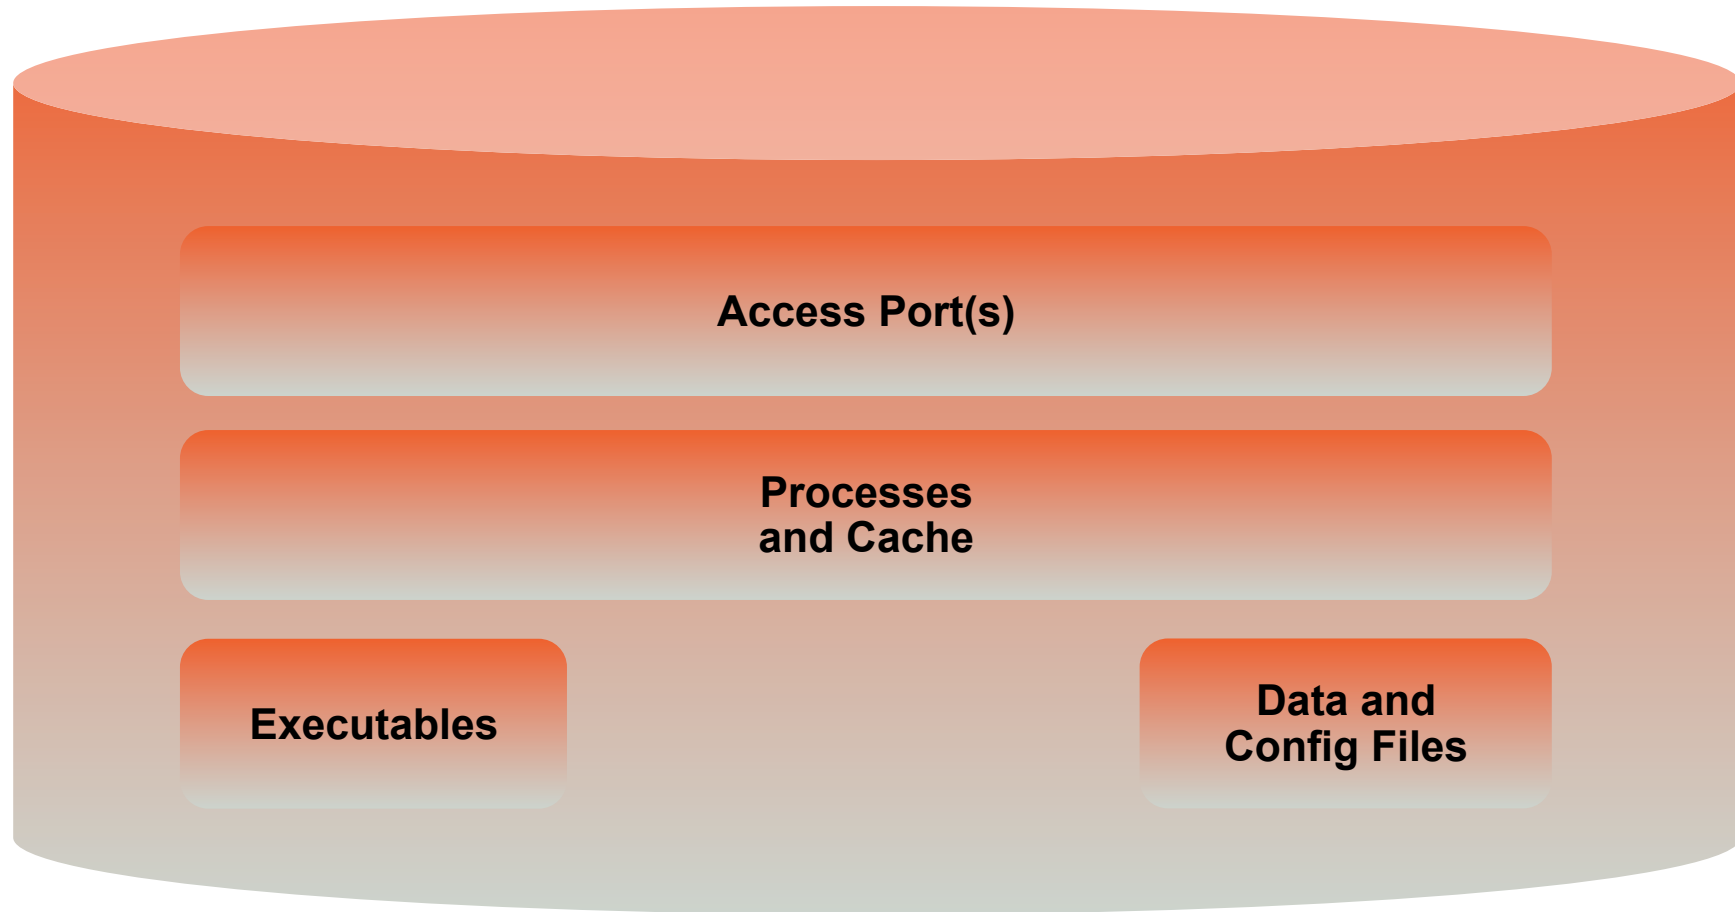 Access Port(s)
Processes
and Cache
Executables
Data and
Config Files